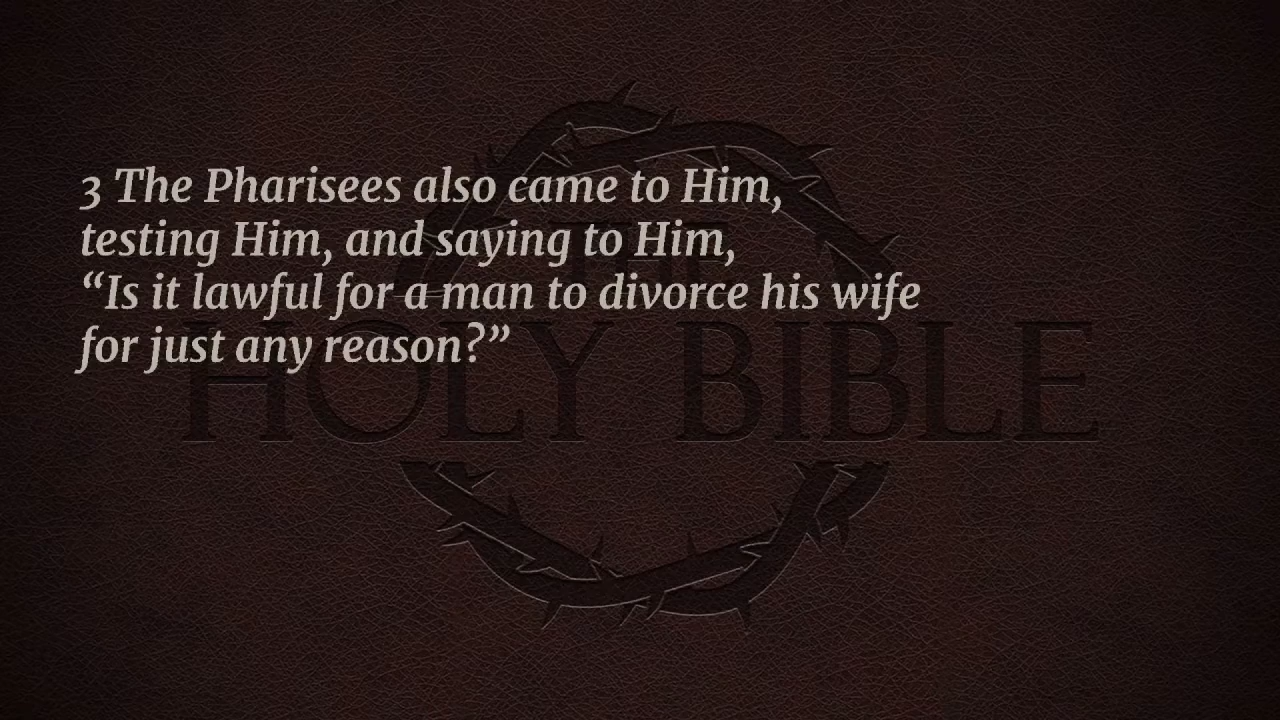 3 The Pharisees also came to Him,
testing Him, and saying to Him,
“Is it lawful for a man to divorce his wife
for just any reason?”
THE
HOLY BIBLE